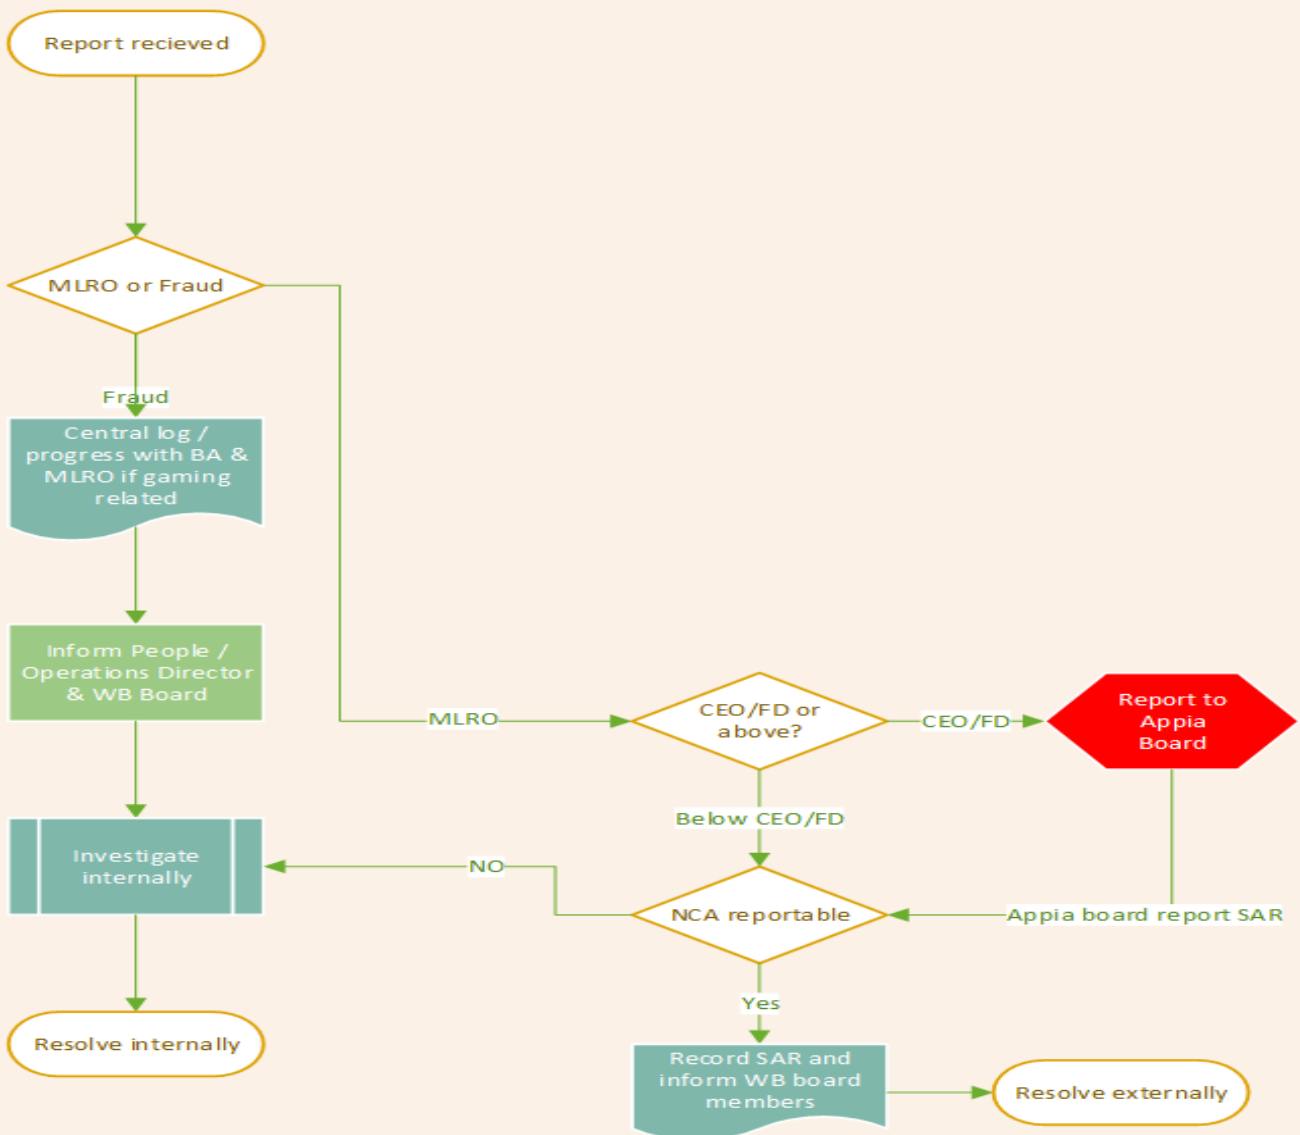 Report recieved
MLRO or Fraud
Fraud
Central log /
progress with BA &
MLRO if gaming
related
Inform People /
Operations Director
& WB Board
MLRO
CEO/FD or
above?
CEO/FD
Report to
Appia
Board
Below CEO/FD
Investigate
internally
NO
NCA reportable
Appia board report SAR
Yes
Resolve internally
Record SAR and
inform WB board
members
Resolve externally